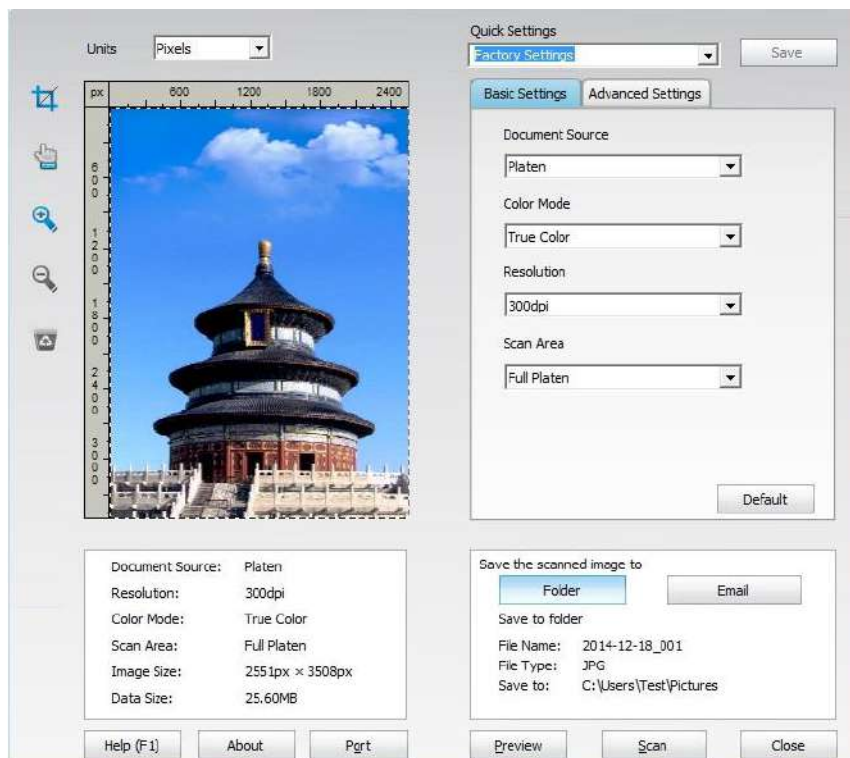 Units
Pixels
Quick Settings
Factory Settings
Save
px 600 1200 1800 2400
600
1200
1800
2400
3000
Basic Settings
Advanced Settings
Document Source
Platen
Color Mode
True Color
Resolution
300dpi
Scan Area
Full Platen
Default
Document Source: Platen
Resolution: 300dpi
Color Mode: True Color
Scan Area: Full Platen
Image Size: 2551px × 3508px
Data Size: 25.60MB
Save the scanned image to
Folder
Email
Save to folder
File Name: 2014-12-18_001
File Type: JPG
Save to: C:\Users\Test\Pictures
Help (F1)
About
Port
Preview
Scan
Close